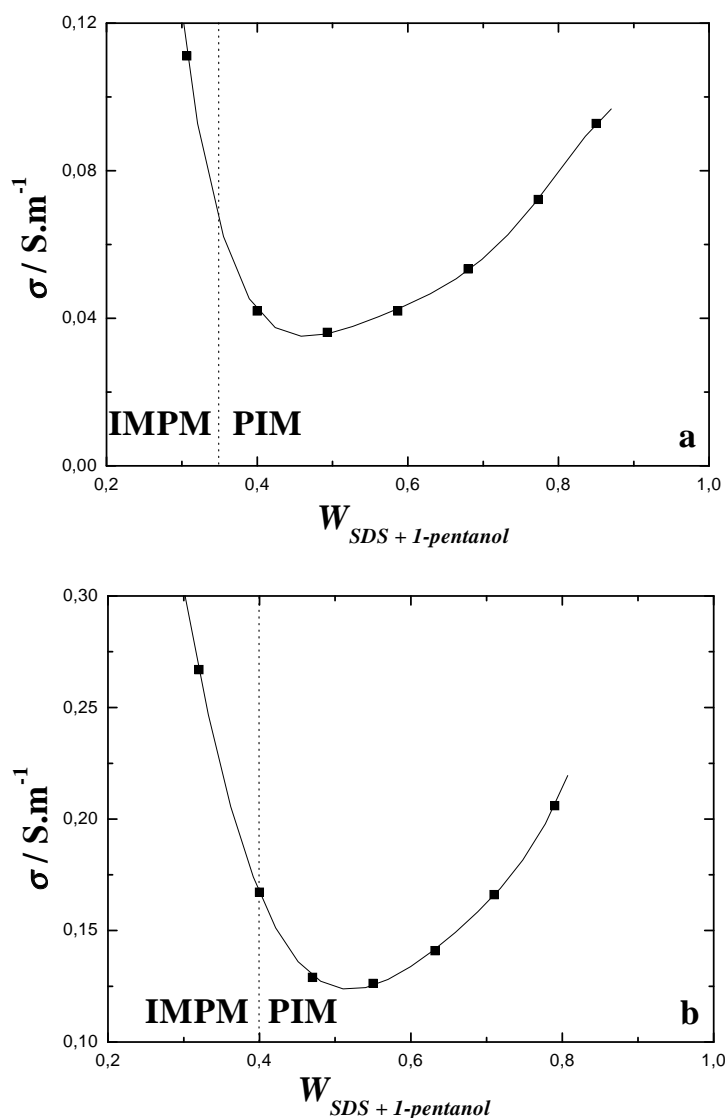 0,12
0,08
0,04
0,00
σ / S.m-1
IMPM PIM
a
0,2 0,4 0,6 0,8 1,0
W SDS + 1-pentanol
0,30
0,25
0,20
0,15
0,10
σ / S.m-1
IMPM PIM
b
0,2 0,4 0,6 0,8 1,0
W SDS + 1-pentanol